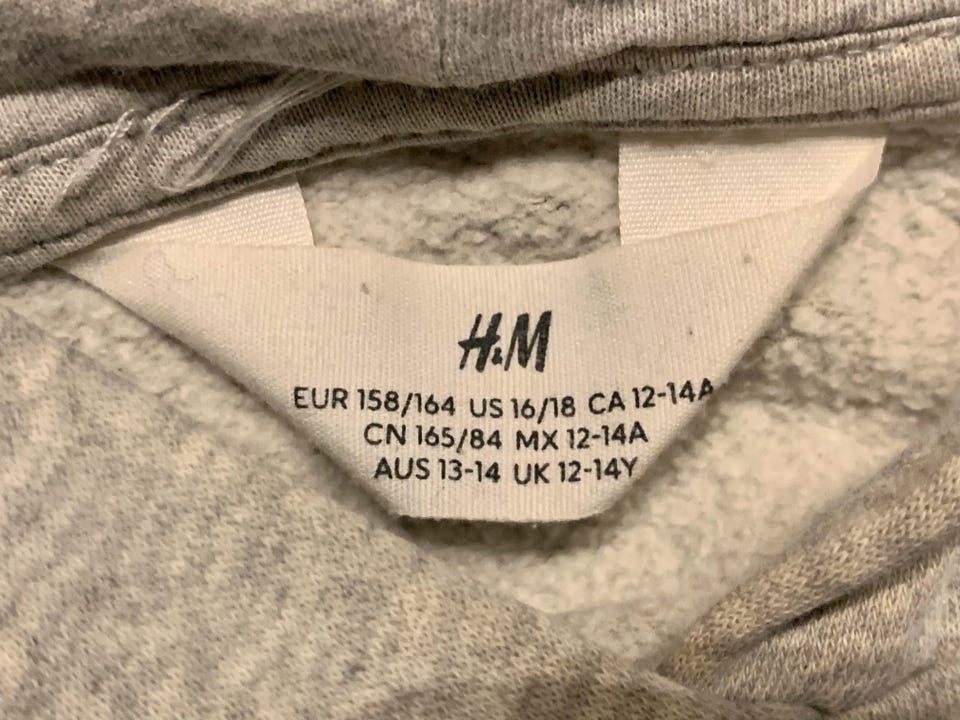 H&M
EUR 158/164 US 16/18 CA 12-14A
CN 165/84 MX 12-14A
AUS 13-14 UK 12-14Y